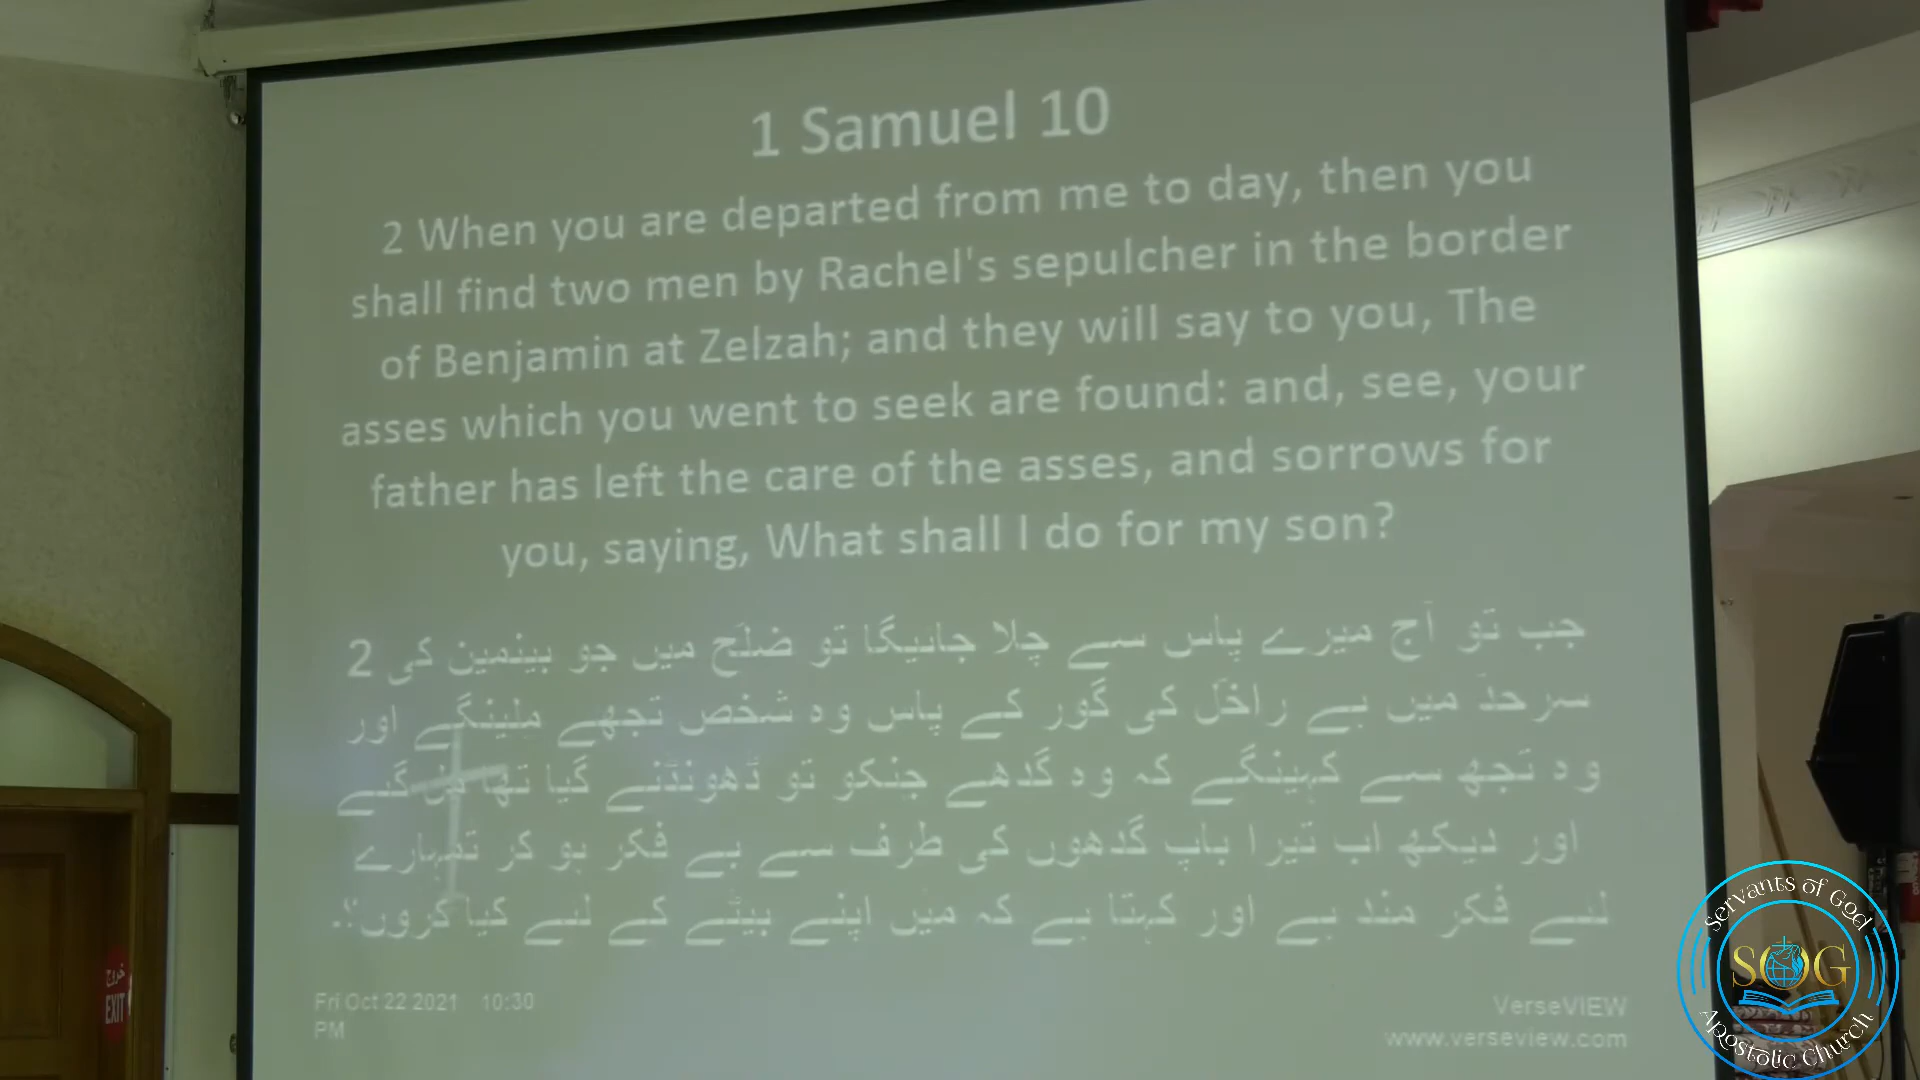 1 Samuel 10
2 When you are departed from me to day, then you
shall find two men by Rachel's sepulcher in the border
of Benjamin at Zelzah; and they will say to you, The
asses which you went to seek are found: and, see, your
father has left the care of the asses, and sorrows for
you, saying, What shall I do for my son?
2 جب تو آج میرے پاس سے چلا جائیگا تو ضلَح میں جو بینمین کی
سرحدّ میں ہے راخل کی گور کے پاس وہ شخص تجھے مِلینگے اور
وہ تجھ سے کہینگے کہ وہ گدھے جنکو تو ڈھونڈنے گیا تھا مل گئے
اور دیکھ اب تیرا باپ گدھوں کی طرف سے بے فکر ہو کر تمہارے
لئے فکر مند ہے اور کہتا ہے کہ میں اپنے بیٹے کے لئے کیا کروں؟۔
Fri Oct 22 2021 10:30
PM
VerseVIEW
www.verseview.com
خروج
EXIT
Servants of God
SOG
Apostolic Church